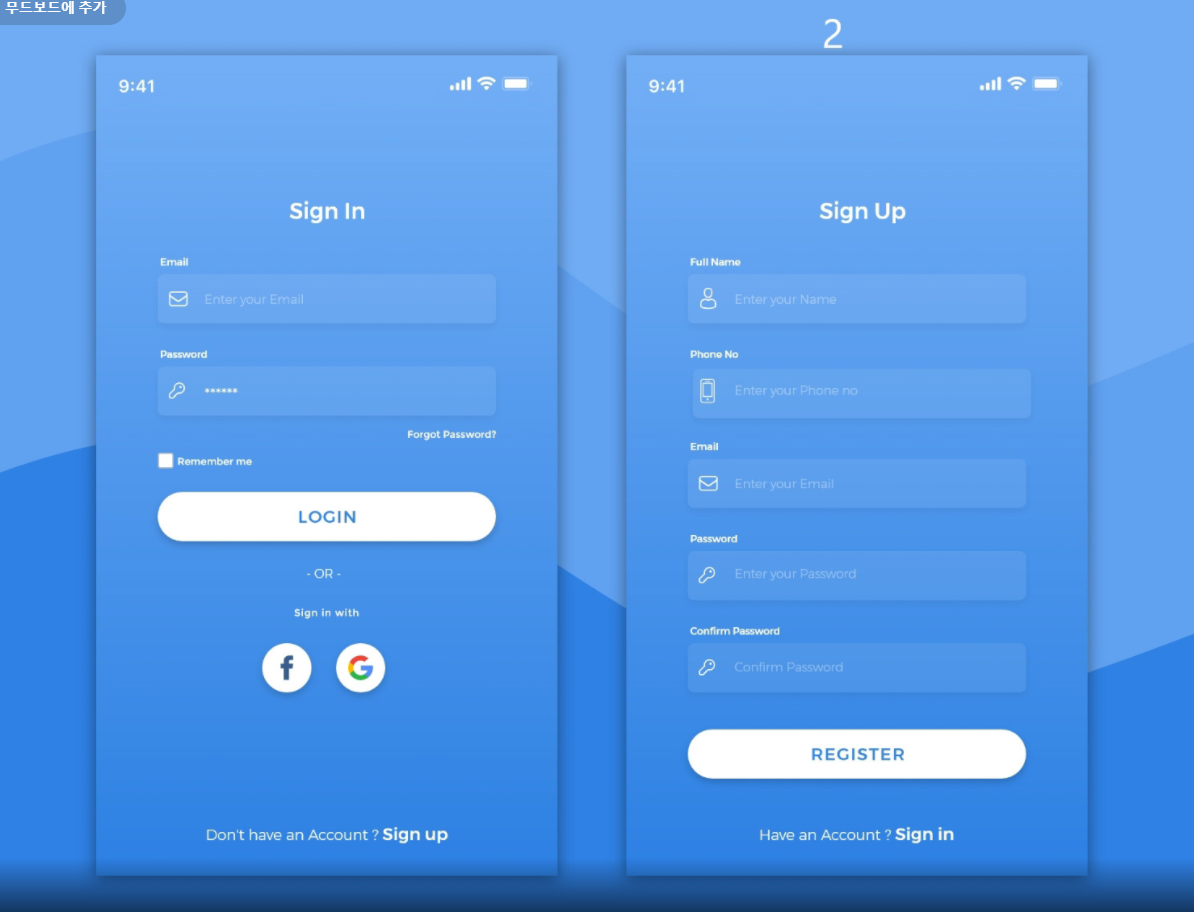 무드보드에 추가
2
9:41
Sign In
Email
Enter your Email
Password
******
Forgot Password?
Remember me
LOGIN
- OR -
Sign in with
f
G
Don't have an Account ? Sign up
9:41
Sign Up
Full Name
Enter your Name
Phone No
Enter your Phone no
Email
Enter your Email
Password
Enter your Password
Confirm Password
Confirm Password
REGISTER
Have an Account ? Sign in